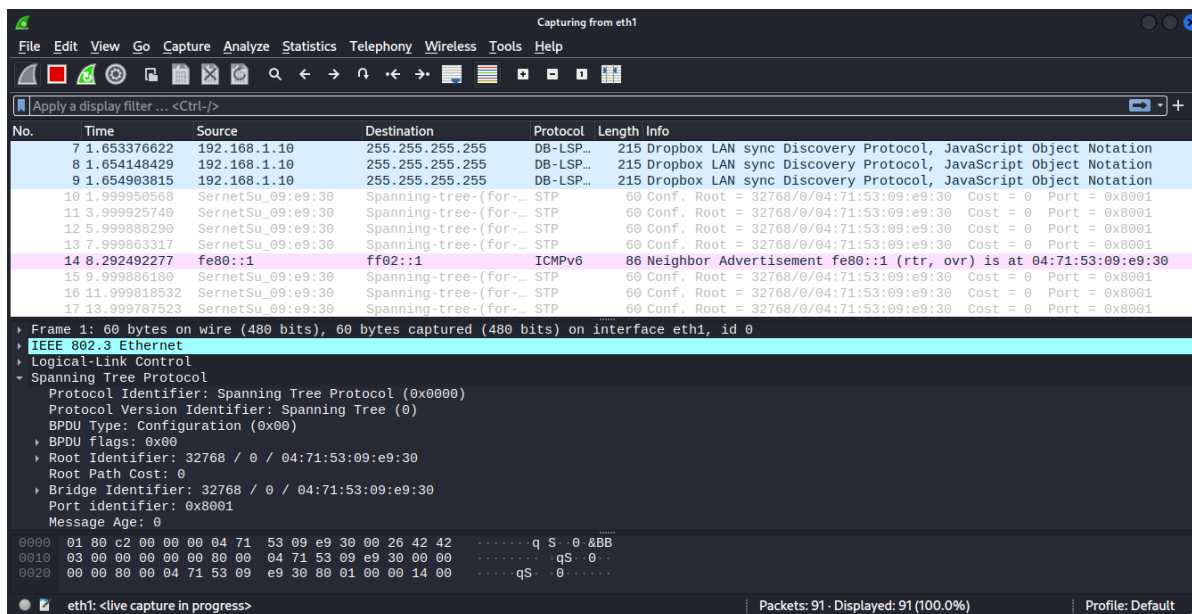 Capturing from eth1
File Edit View Go Capture Analyze Statistics Telephony Wireless Tools Help
Apply a display filter ... <Ctrl-/>
No. Time Source Destination Protocol Length Info
7 1.653376622 192.168.1.10 255.255.255.255 DB-LSP… 215 Dropbox LAN sync Discovery Protocol, JavaScript Object Notation
8 1.654148429 192.168.1.10 255.255.255.255 DB-LSP… 215 Dropbox LAN sync Discovery Protocol, JavaScript Object Notation
9 1.654903815 192.168.1.10 255.255.255.255 DB-LSP… 215 Dropbox LAN sync Discovery Protocol, JavaScript Object Notation
10 1.999950568 SernetSu_09:e9:30 Spanning-tree-(for-… STP 60 Conf. Root = 32768/0/04:71:53:09:e9:30 Cost = 0 Port = 0x8001
11 3.999925740 SernetSu_09:e9:30 Spanning-tree-(for-… STP 60 Conf. Root = 32768/0/04:71:53:09:e9:30 Cost = 0 Port = 0x8001
12 5.999888290 SernetSu_09:e9:30 Spanning-tree-(for-… STP 60 Conf. Root = 32768/0/04:71:53:09:e9:30 Cost = 0 Port = 0x8001
13 7.999863317 SernetSu_09:e9:30 Spanning-tree-(for-… STP 60 Conf. Root = 32768/0/04:71:53:09:e9:30 Cost = 0 Port = 0x8001
14 8.292492277 fe80::1 ff02::1 ICMPv6 86 Neighbor Advertisement fe80::1 (rtr, ovr) is at 04:71:53:09:e9:30
15 9.999886180 SernetSu_09:e9:30 Spanning-tree-(for-… STP 60 Conf. Root = 32768/0/04:71:53:09:e9:30 Cost = 0 Port = 0x8001
16 11.999818532 SernetSu_09:e9:30 Spanning-tree-(for-… STP 60 Conf. Root = 32768/0/04:71:53:09:e9:30 Cost = 0 Port = 0x8001
17 13.999787523 SernetSu_09:e9:30 Spanning-tree-(for-… STP 60 Conf. Root = 32768/0/04:71:53:09:e9:30 Cost = 0 Port = 0x8001
Frame 1: 60 bytes on wire (480 bits), 60 bytes captured (480 bits) on interface eth1, id 0
IEEE 802.3 Ethernet
Logical-Link Control
Spanning Tree Protocol
Protocol Identifier: Spanning Tree Protocol (0x0000)
Protocol Version Identifier: Spanning Tree (0)
BPDU Type: Configuration (0x00)
BPDU flags: 0x00
Root Identifier: 32768 / 0 / 04:71:53:09:e9:30
Root Path Cost: 0
Bridge Identifier: 32768 / 0 / 04:71:53:09:e9:30
Port identifier: 0x8001
Message Age: 0
0000 01 80 c2 00 00 00 04 71 53 09 e9 30 00 26 42 42 ·······q S··0·&BB
0010 03 00 00 00 00 00 80 00 04 71 53 09 e9 30 00 00 ········ ·qS··0··
0020 00 00 80 00 04 71 53 09 e9 30 80 01 00 00 14 00 ·····qS· ·0······
eth1: <live capture in progress> Packets: 91 · Displayed: 91 (100.0%) Profile: Default